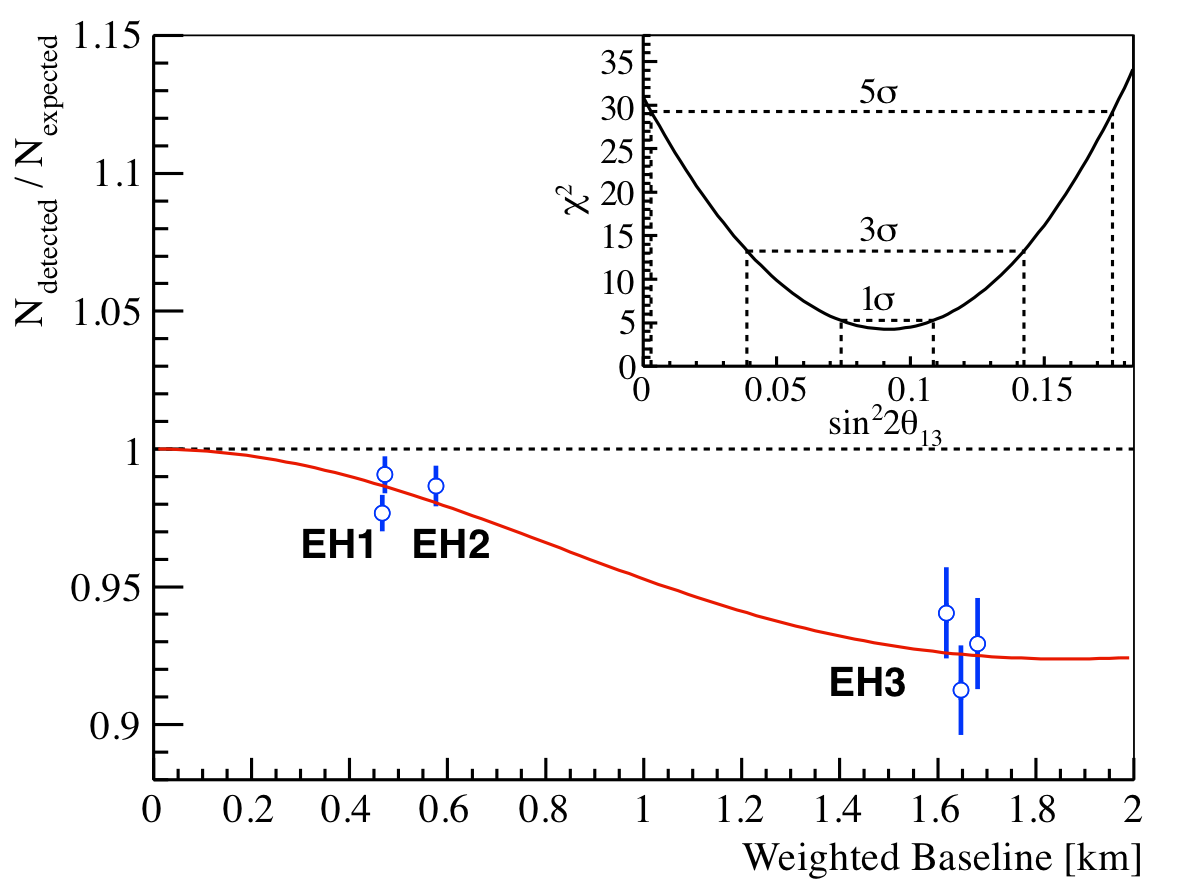 N_detected / N_expected
1.15
1.1
1.05
1
0.95
0.9
0 0.2 0.4 0.6 0.8 1 1.2 1.4 1.6 1.8 2
Weighted Baseline [km]
EH1 EH2
EH3
χ²
35
30
25
20
15
10
5
0
5σ
3σ
1σ
0 0.05 0.1 0.15
sin²2θ₁₃